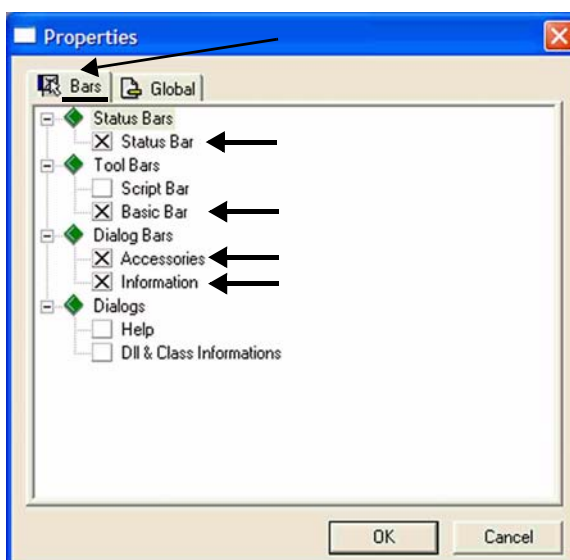 Properties
Bars Global
Status Bars
Status Bar
Tool Bars
Script Bar
Basic Bar
Dialog Bars
Accessories
Information
Dialogs
Help
Dll & Class Informations
OK Cancel